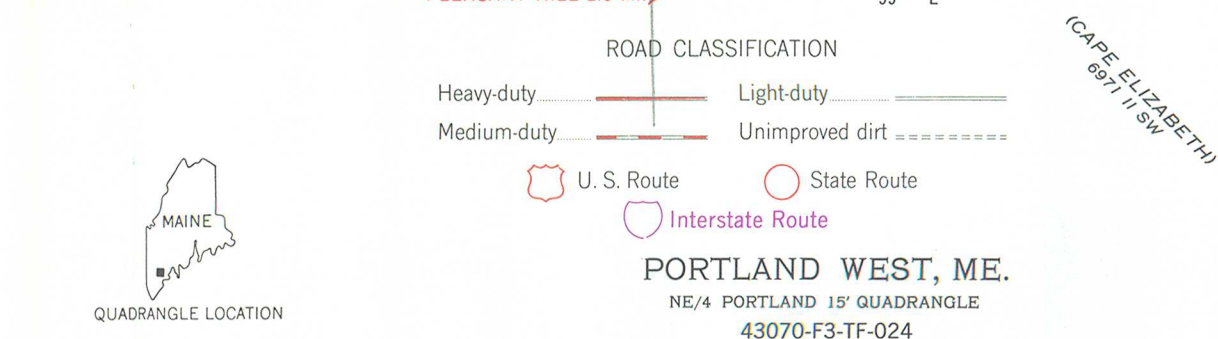 ROAD CLASSIFICATION
Heavy-duty
Light-duty
Medium-duty
Unimproved dirt
U. S. Route
State Route
Interstate Route
MAINE
QUADRANGLE LOCATION
PORTLAND WEST, ME.
NE/4 PORTLAND 15' QUADRANGLE
43070-F3-TF-024
(CAPE ELIZABETH)
6971 II SW